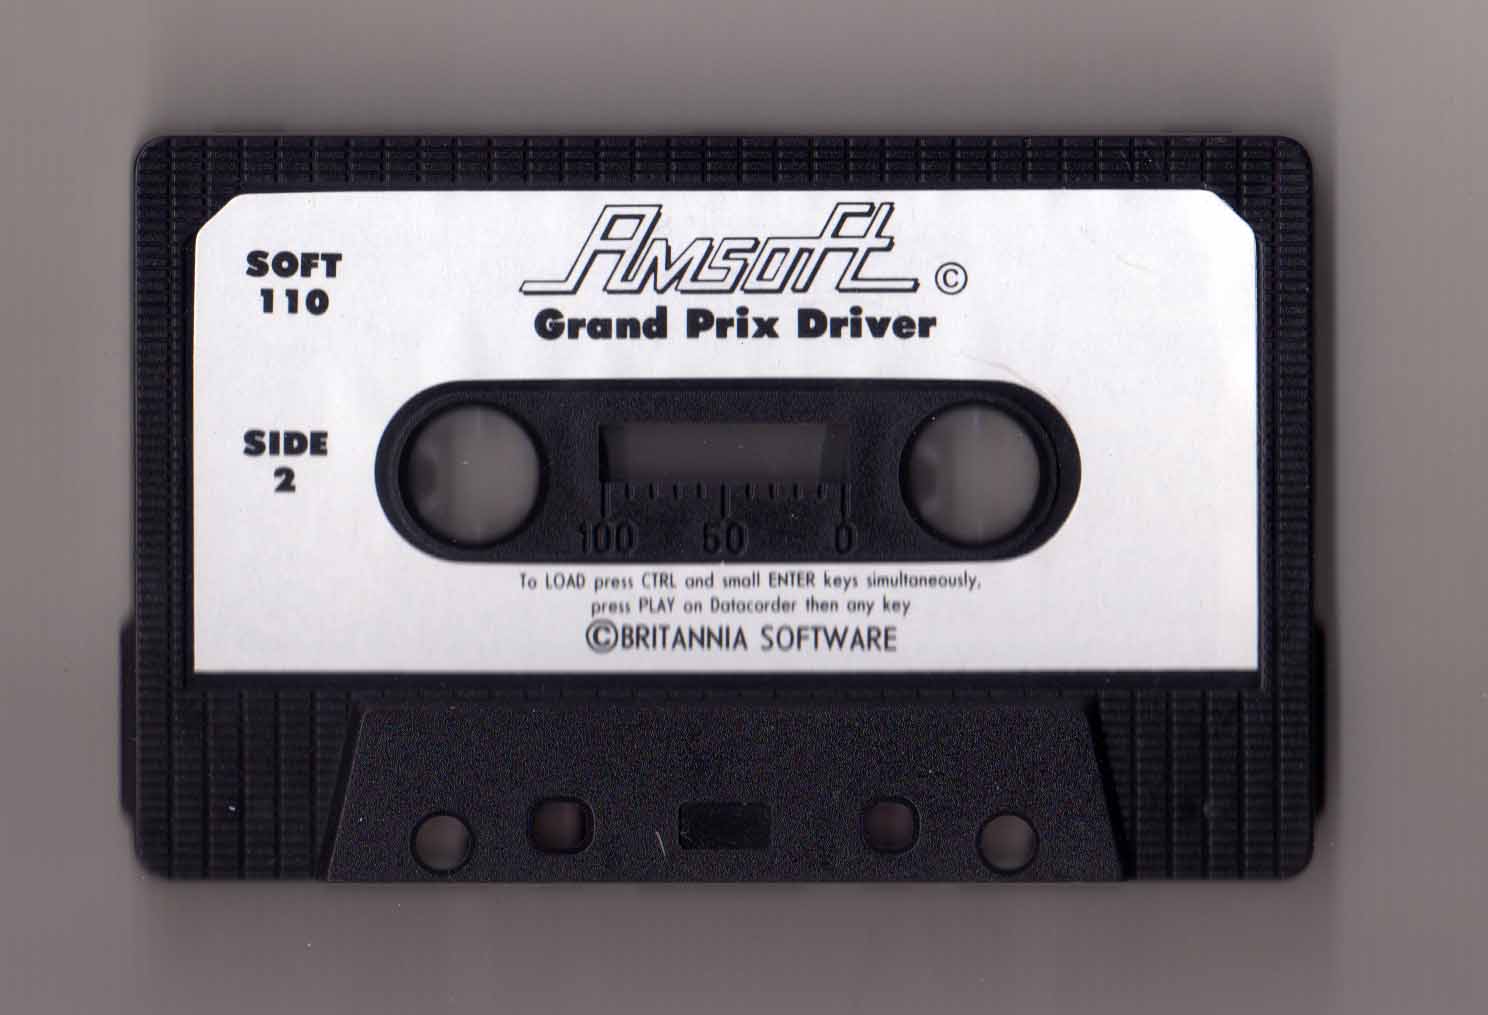 Amsoft ©
SOFT
110
Grand Prix Driver
SIDE
2
100 50 0
To LOAD press CTRL and small ENTER keys simultaneously,
press PLAY on Datacorder then any key
©BRITANNIA SOFTWARE